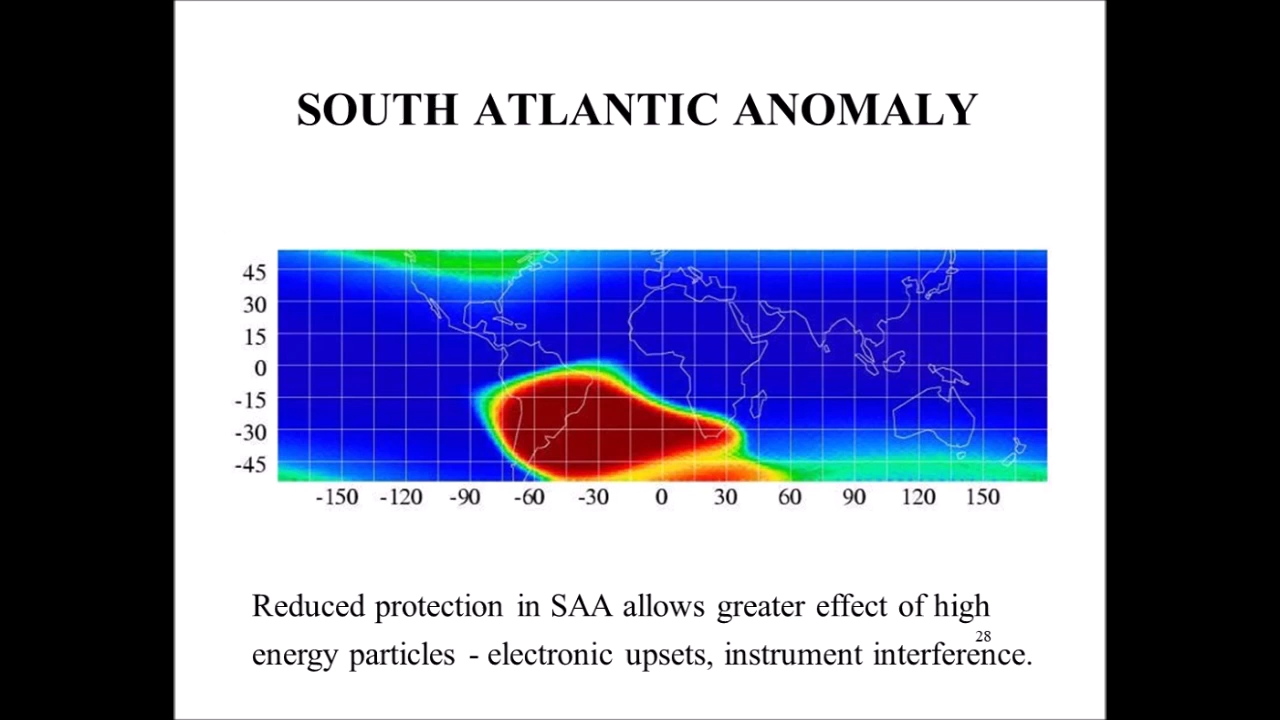 SOUTH ATLANTIC ANOMALY
45
30
15
0
-15
-30
-45
-150 -120 -90 -60 -30 0 30 60 90 120 150
Reduced protection in SAA allows greater effect of high
28
energy particles - electronic upsets, instrument interference.